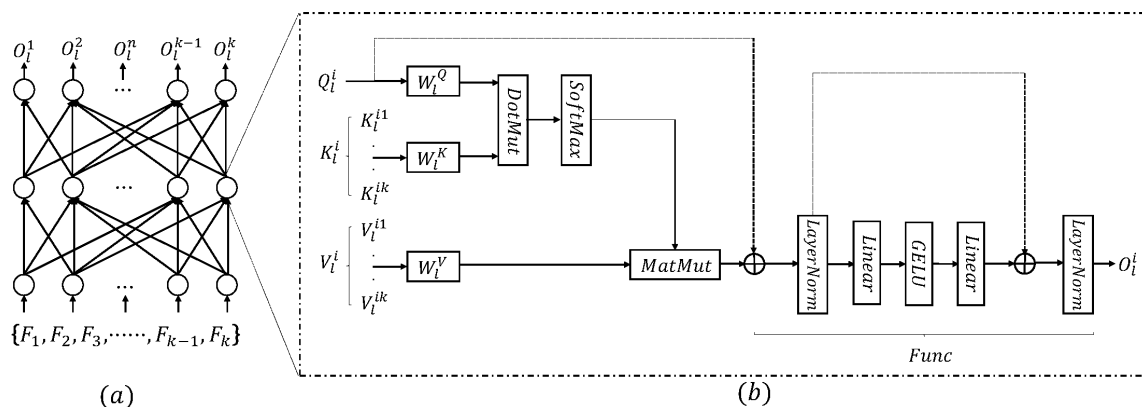 O_l^1 O_l^2 O_l^n O_l^{k-1} O_l^k
...
...
...
{F_1, F_2, F_3, ······, F_{k-1}, F_k}
(a)
Q_l^i
W_l^Q
K_l^{i1}
K_l^i
W_l^K
K_l^{ik}
DotMut
SoftMax
V_l^{i1}
V_l^i
W_l^V
V_l^{ik}
MatMut
LayerNorm
Linear
GELU
Linear
LayerNorm
O_l^i
Func
(b)